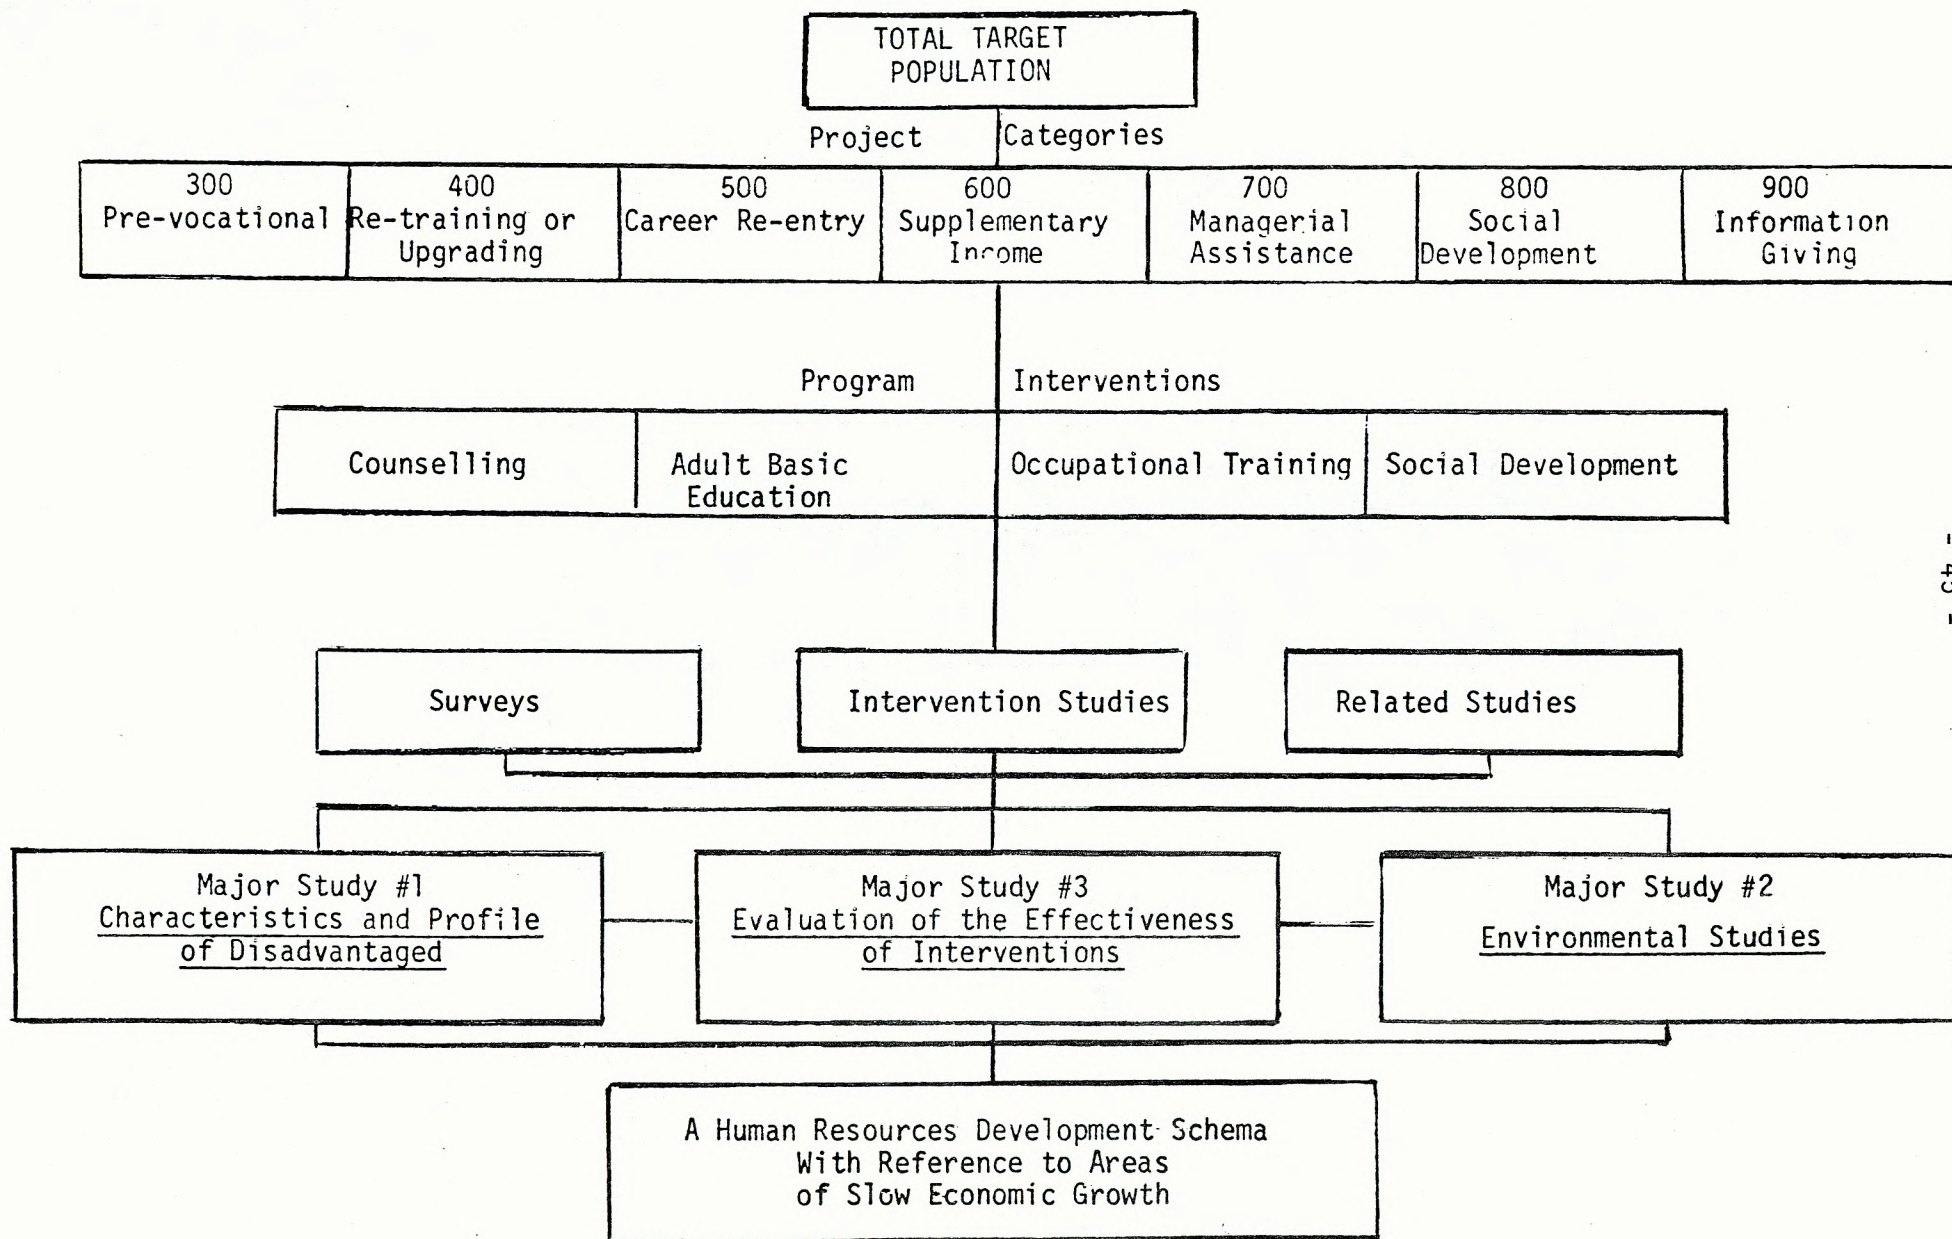 TOTAL TARGET
POPULATION
Project Categories
300
Pre-vocational
400
Re-training or
Upgrading
500
Career Re-entry
600
Supplementary
Income
700
Managerial
Assistance
800
Social
Development
900
Information
Giving
Program Interventions
Counselling
Adult Basic
Education
Occupational Training
Social Development
- 45 -
Surveys
Intervention Studies
Related Studies
Major Study #1
Characteristics and Profile
of Disadvantaged
Major Study #3
Evaluation of the Effectiveness
of Interventions
Major Study #2
Environmental Studies
A Human Resources Development Schema
With Reference to Areas
of Slow Economic Growth